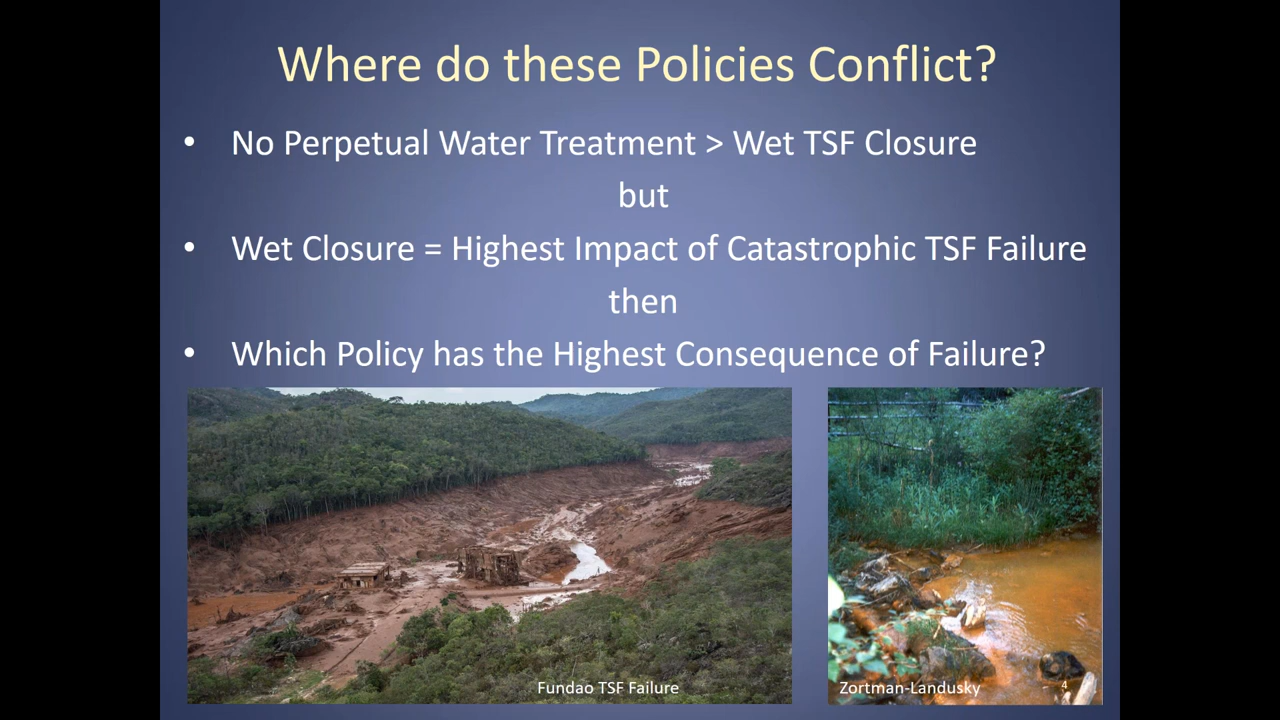 Where do these Policies Conflict?
• No Perpetual Water Treatment > Wet TSF Closure
but
• Wet Closure = Highest Impact of Catastrophic TSF Failure
then
• Which Policy has the Highest Consequence of Failure?
Fundao TSF Failure
Zortman-Landusky
4